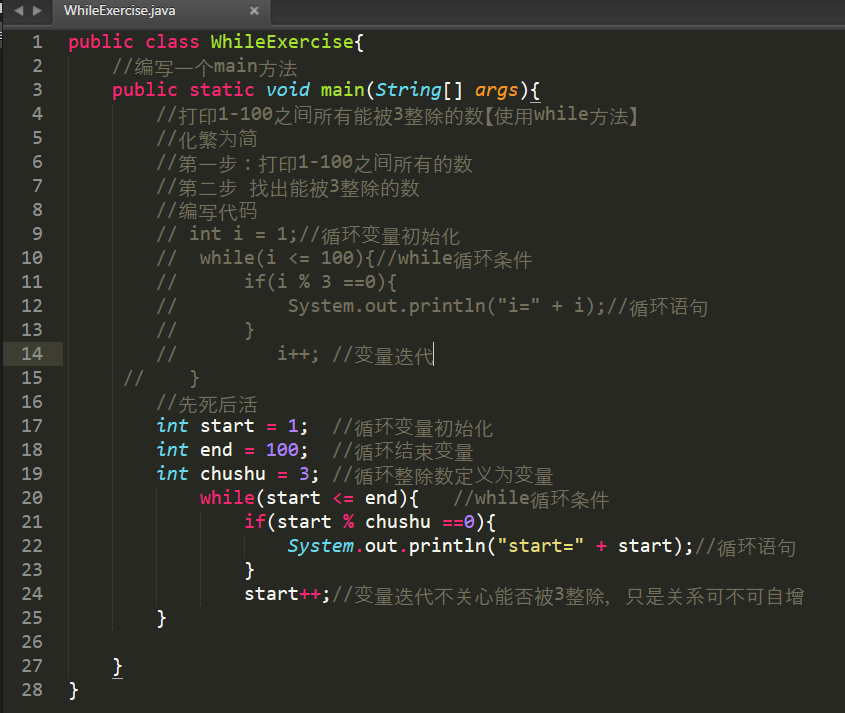 WhileExercise.java
1 public class WhileExercise{
2     //编写一个main方法
3     public static void main(String[] args){
4         //打印1-100之间所有能被3整除的数【使用while方法】
5         //化繁为简
6         //第一步：打印1-100之间所有的数
7         //第二步 找出能被3整除的数
8         //编写代码
9         // int i = 1;//循环变量初始化
10         //  while(i <= 100){//while循环条件
11         //      if(i % 3 ==0){
12         //          System.out.println("i=" + i);//循环语句
13         //      }
14         //         i++; //变量迭代
15      //    }
16         //先死后活
17         int start = 1;  //循环变量初始化
18         int end = 100;  //循环结束变量
19         int chushu = 3; //循环整除数定义为变量
20             while(start <= end){   //while循环条件
21                 if(start % chushu ==0){
22                     System.out.println("start=" + start);//循环语句
23                 }
24                 start++;//变量迭代不关心能否被3整除，只是关系可不可自增
25         }
26
27     }
28 }